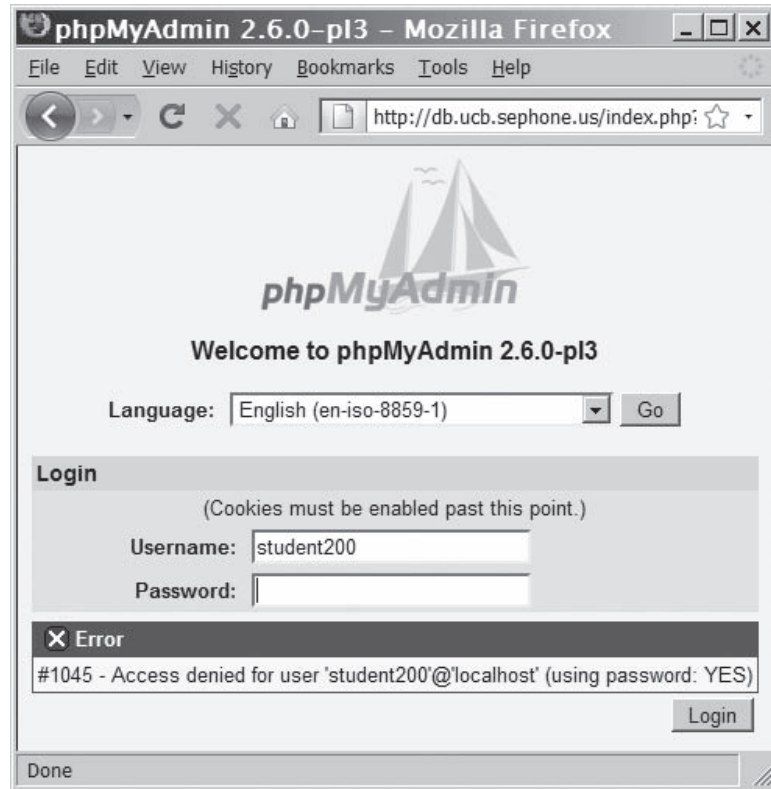 phpMyAdmin 2.6.0-pl3 – Mozilla Firefox
File Edit View History Bookmarks Tools Help
http://db.ucb.sephone.us/index.php?
phpMyAdmin
Welcome to phpMyAdmin 2.6.0-pl3
Language: English (en-iso-8859-1) Go
Login
(Cookies must be enabled past this point.)
Username: student200
Password:
Error
#1045 - Access denied for user 'student200'@'localhost' (using password: YES)
Login
Done